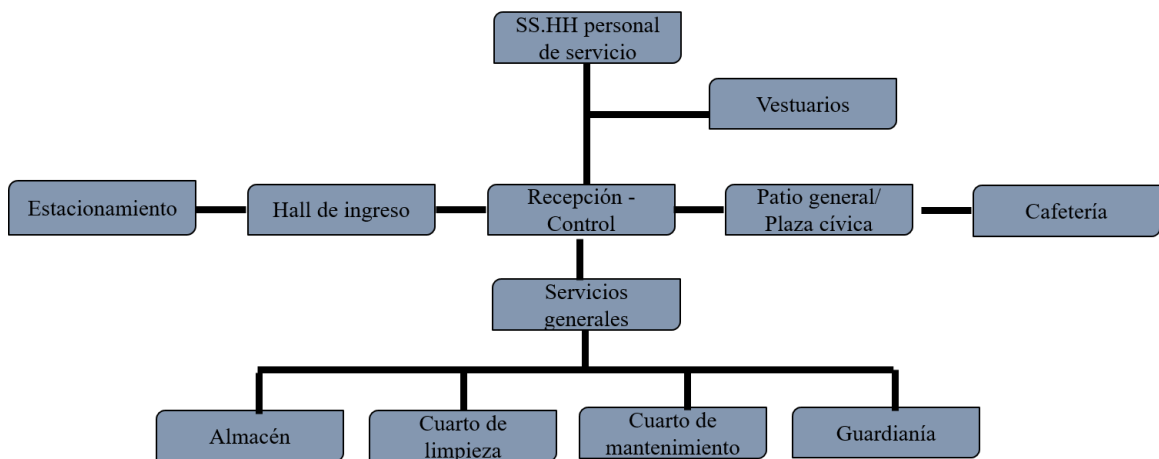 SS.HH personal
de servicio
Vestuarios
Estacionamiento
Hall de ingreso
Recepción -
Control
Patio general/
Plaza cívica
Cafetería
Servicios
generales
Almacén
Cuarto de
limpieza
Cuarto de
mantenimiento
Guardianía